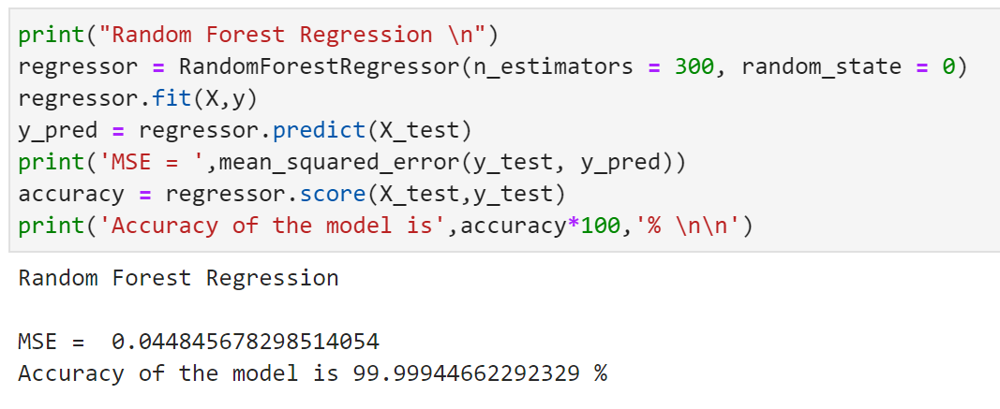 print("Random Forest Regression \n")
regressor = RandomForestRegressor(n_estimators = 300, random_state = 0)
regressor.fit(X,y)
y_pred = regressor.predict(X_test)
print('MSE = ',mean_squared_error(y_test, y_pred))
accuracy = regressor.score(X_test,y_test)
print('Accuracy of the model is',accuracy*100,'% \n\n')
Random Forest Regression
MSE =  0.044845678298514054
Accuracy of the model is 99.99944662292329 %